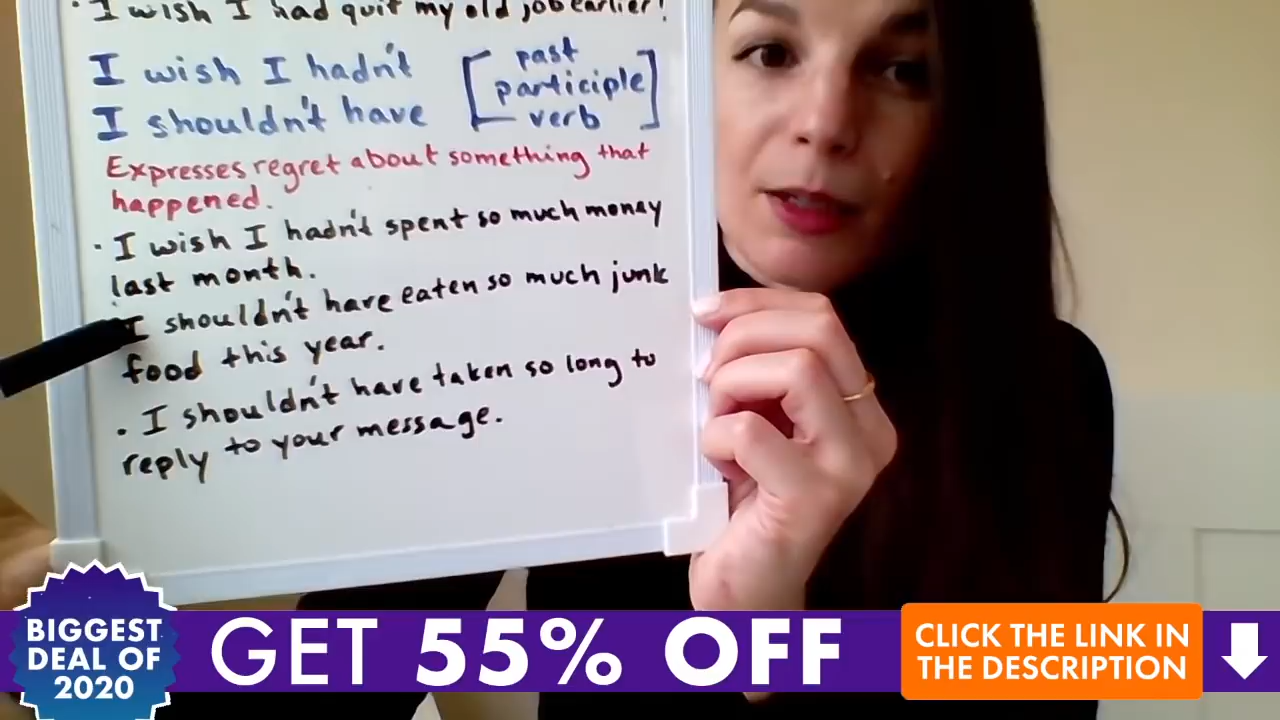 · I wish I had quit my old job earlier!
I wish I hadn't
I shouldn't have
past
participle
verb
Expresses regret about something that
happened.
· I wish I hadn't spent so much money
last month.
· I shouldn't have eaten so much junk
food this year.
· I shouldn't have taken so long to
reply to your message.
BIGGEST
DEAL OF
2020
GET 55% OFF
CLICK THE LINK IN
THE DESCRIPTION